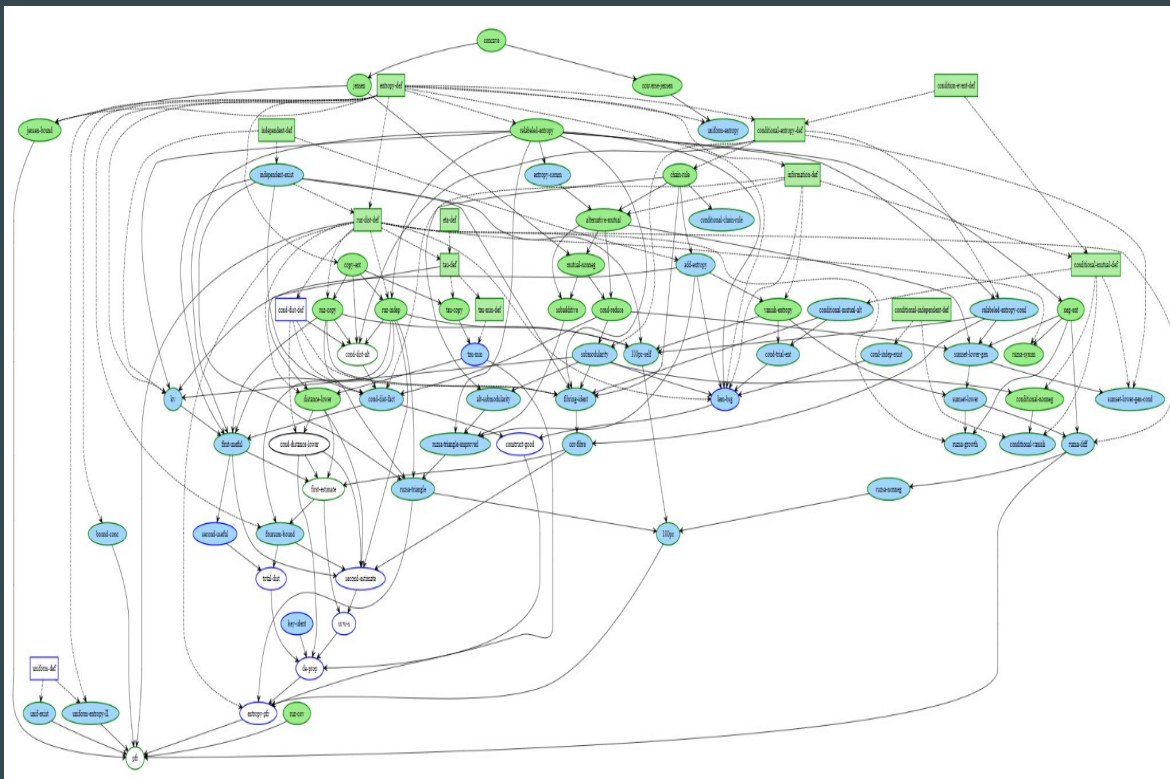 concave
jensen
entropy-def
converse-jensen
condition-event-def
jensen-bound
independent-def
relabeled-entropy
uniform-entropy
conditional-entropy-def
independent-exist
entropy-comm
chain-rule
information-def
ruz-dist-def
eta-def
alternative-mutual
conditional-chain-rule
copy-ent
tau-def
mutual-nonneg
add-entropy
conditional-mutual-def
cond-dist-def
ruz-copy
ruz-indep
tau-copy
tau-min-def
subadditive
cond-reduce
vanish-entropy
conditional-mutual-alt
conditional-independent-def
relabeled-entropy-cond
neg-ent
cond-dist-alt
tau-min
submodularity
100pc-self
cond-trial-ent
cond-indep-exist
sumset-lower-gen
ruzsa-symm
kv
distance-lower
cond-dist-fact
alt-submodularity
fibring-ident
lem-bsg
sumset-lower
conditional-nonneg
sumset-lower-gen-cond
first-useful
cond-distance-lower
ruzsa-triangle-improved
construct-good
cor-fibre
ruzsa-growth
conditional-vanish
ruzsa-diff
first-estimate
ruzsa-triangle
ruzsa-nonneg
bound-conc
second-useful
foursum-bound
100pc
total-dist
second-estimate
key-ident
uvw-s
uniform-def
de-prop
unif-exist
uniform-entropy-II
entropy-pfr
ruz-cov
pfr